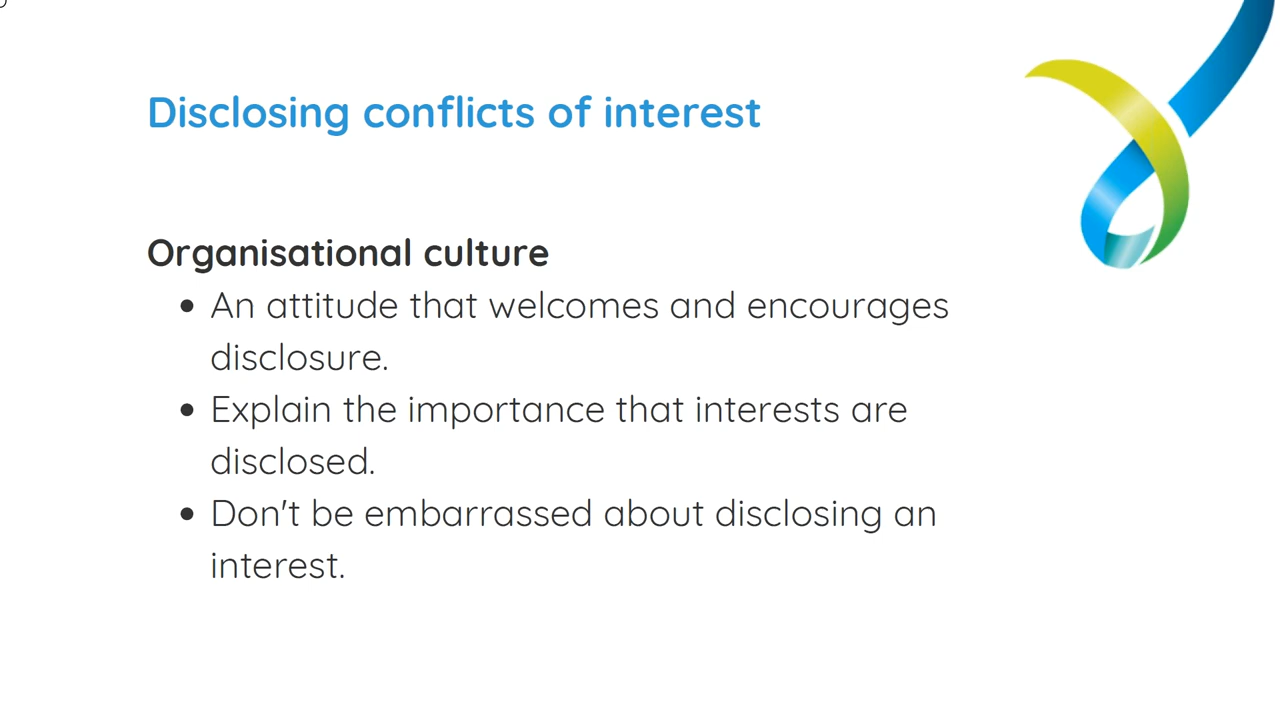 Disclosing conflicts of interest
Organisational culture
• An attitude that welcomes and encourages
disclosure.
• Explain the importance that interests are
disclosed.
• Don't be embarrassed about disclosing an
interest.